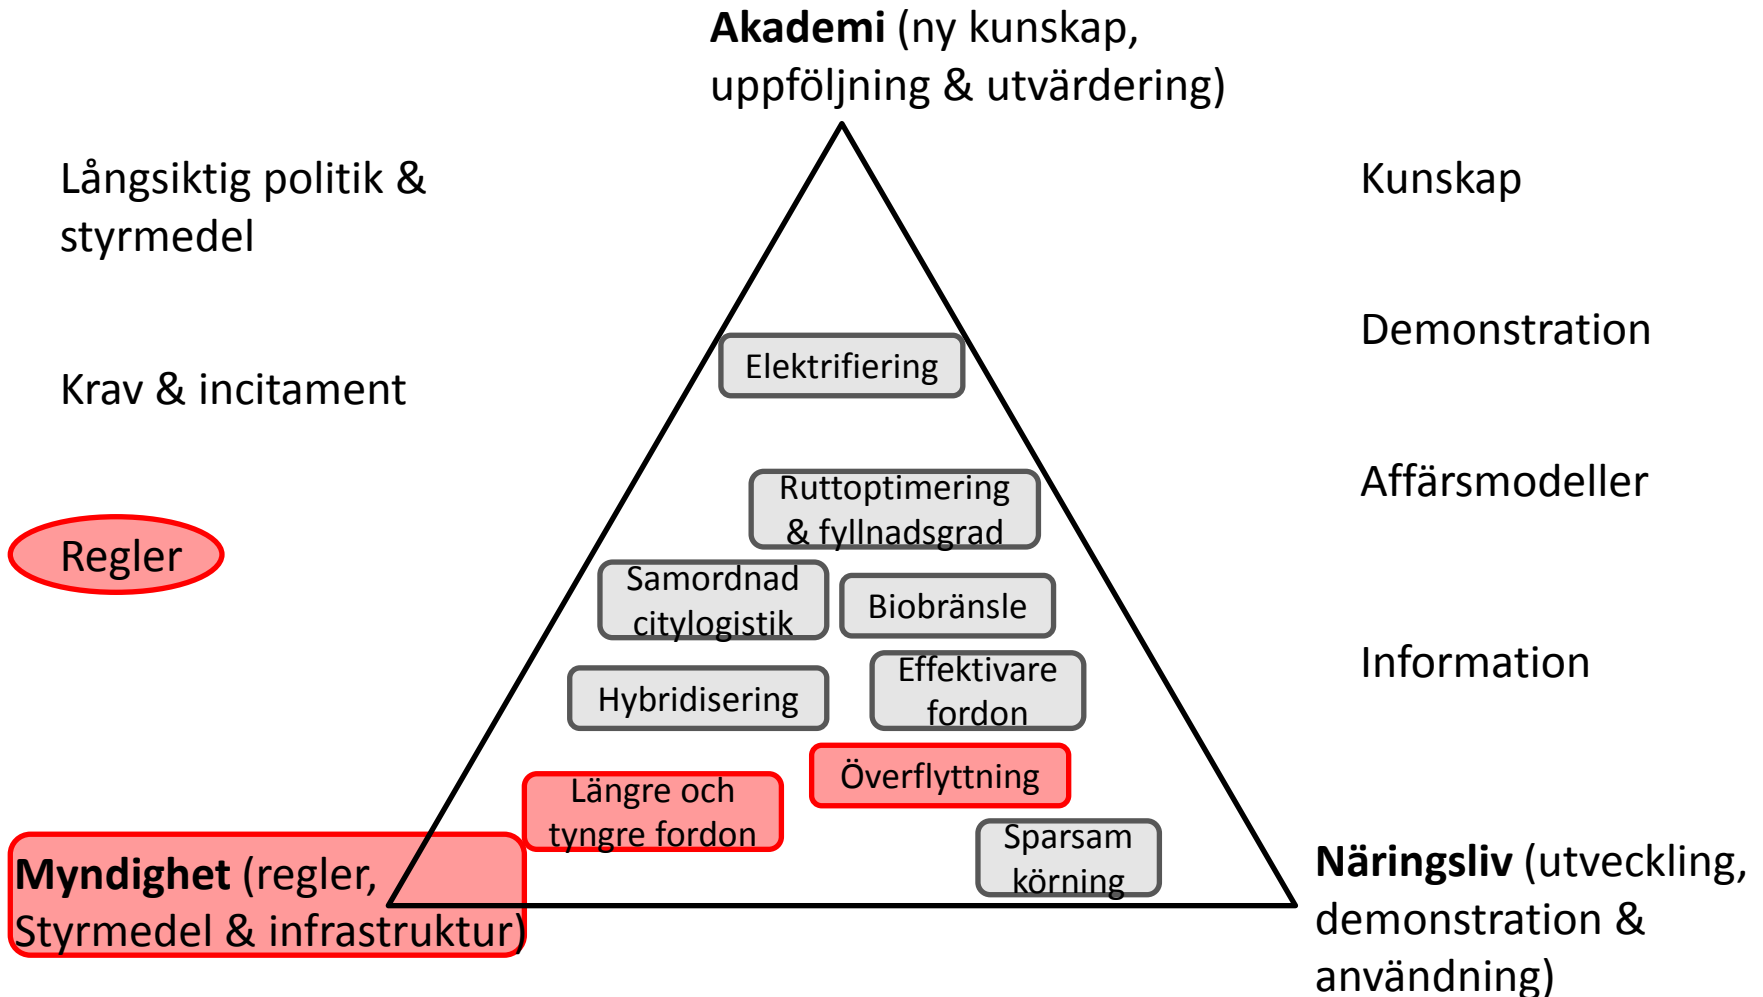 Akademi (ny kunskap,
uppföljning & utvärdering)
Långsiktig politik &
styrmedel
Kunskap
Demonstration
Elektrifiering
Krav & incitament
Affärsmodeller
Ruttoptimering
& fyllnadsgrad
Regler
Samordnad
citylogistik
Biobränsle
Information
Effektivare
fordon
Hybridisering
Överflyttning
Längre och
tyngre fordon
Sparsam
körning
Myndighet (regler,
Styrmedel & infrastruktur)
Näringsliv (utveckling,
demonstration &
användning)